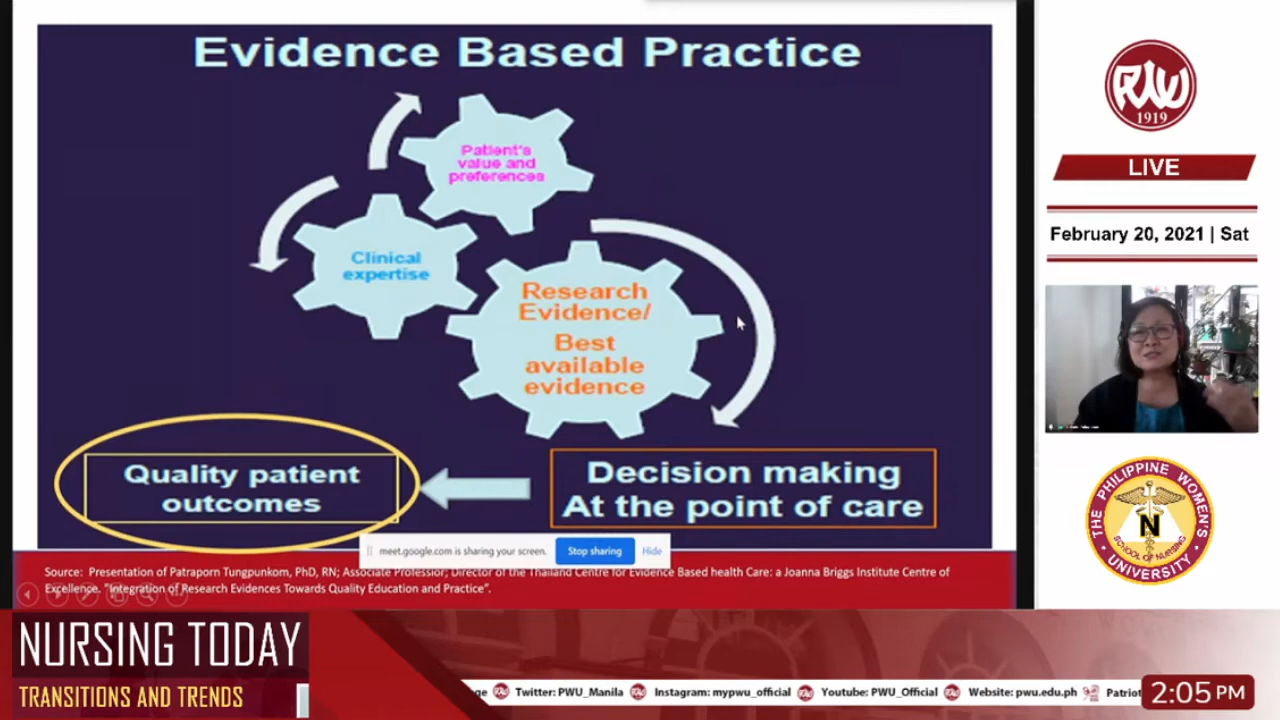 Evidence Based Practice
Patient's
value and
preferences
Clinical
expertise
Research
Evidence/
Best
available
evidence
Quality patient
outcomes
Decision making
At the point of care
meet.google.com is sharing your screen.
Stop sharing
Hide
Source: Presentation of Patraporn Tungpunkom, PhD, RN; Associate Professor; Director of the Thailand Centre for Evidence Based health Care: a Joanna Briggs Institute Centre of
Excellence. "Integration of Research Evidences Towards Quality Education and Practice".
PWU
1919
LIVE
February 20, 2021 | Sat
THE PHILIPPINE WOMEN'S
UNIVERSITY
N
SCHOOL OF NURSING
NURSING TODAY
TRANSITIONS AND TRENDS
ge Twitter: PWU_Manila Instagram: mypwu_official Youtube: PWU_Official Website: pwu.edu.ph Patriot
2:05 PM